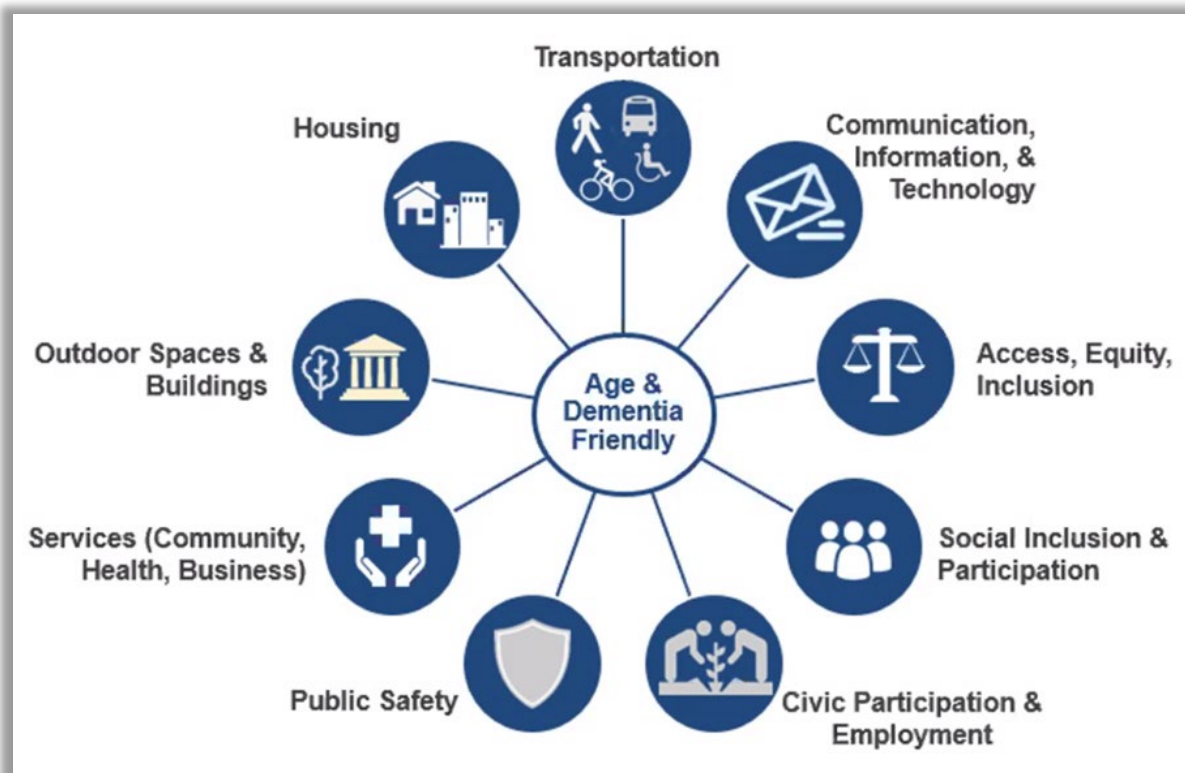 Transportation
Housing
Communication,
Information, &
Technology
Outdoor Spaces &
Buildings
Age &
Dementia
Friendly
Access, Equity,
Inclusion
Services (Community,
Health, Business)
Social Inclusion &
Participation
Public Safety
Civic Participation &
Employment